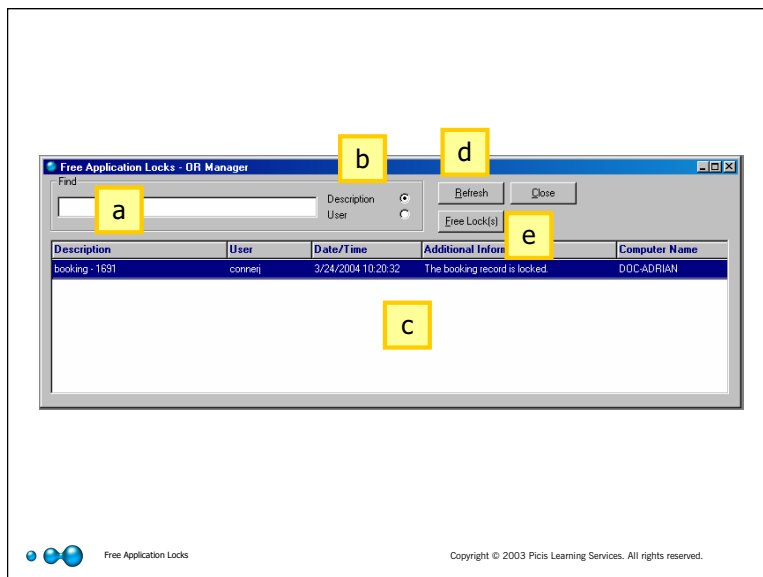 b
d
Free Application Locks - OR Manager
Find
a
Description
User
Refresh
Close
Free Lock(s)
e
Description User Date/Time Additional Inform Computer Name
booking - 1691 connerj 3/24/2004 10:20:32 The booking record is locked. DOC-ADRIAN
c
Free Application Locks
Copyright © 2003 Picis Learning Services. All rights reserved.